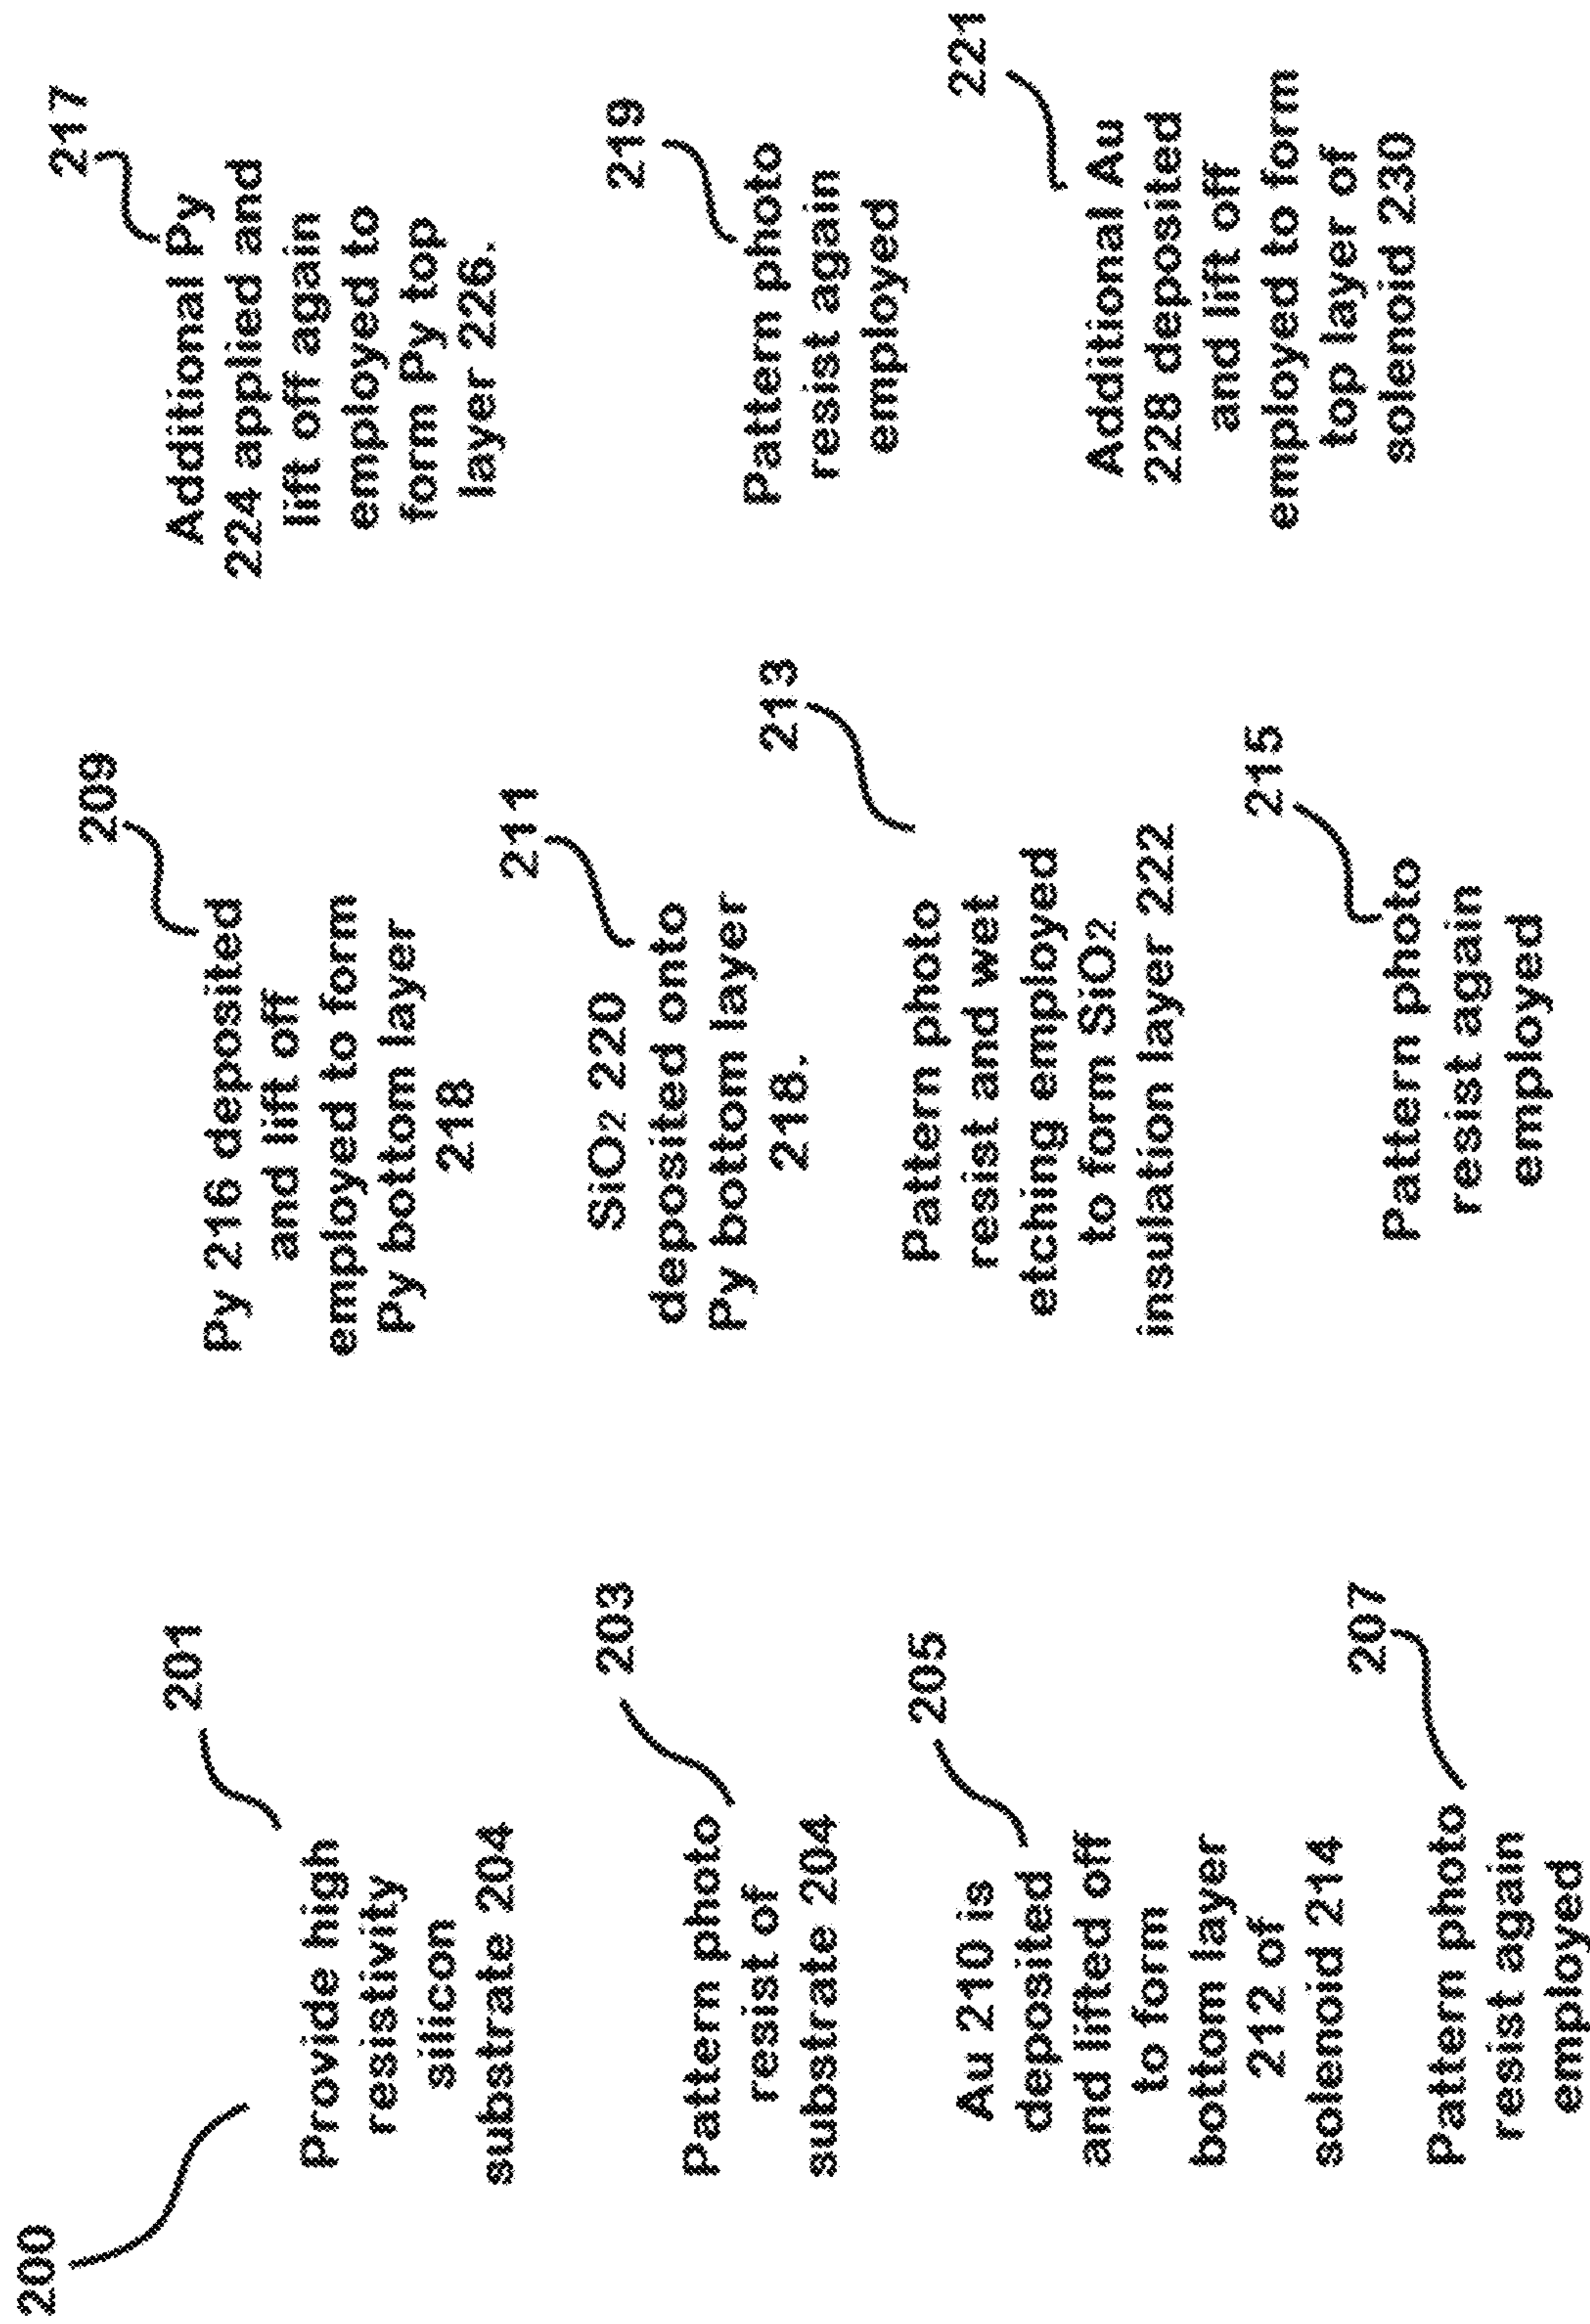 200
201
Provide high
resistivity
silicon
substrate 204
203
Pattern photo
resist of
substrate 204
205
Au 210 is
deposited
and lifted off
to form
bottom layer
212 of
solenoid 214
207
Pattern photo
resist again
employed
209
Py 216 deposited
and lift off
employed to form
Py bottom layer
218
211
SiO2 220
deposited onto
Py bottom layer
218.
213
Pattern photo
resist and wet
etching employed
to form SiO2
insulation layer 222
215
Pattern photo
resist again
employed
217
Additional Py
224 applied and
lift off again
employed to
form Py top
layer 226.
219
Pattern photo
resist again
employed
221
Additional Au
228 deposited
and lift off
employed to form
top layer of
solenoid 230